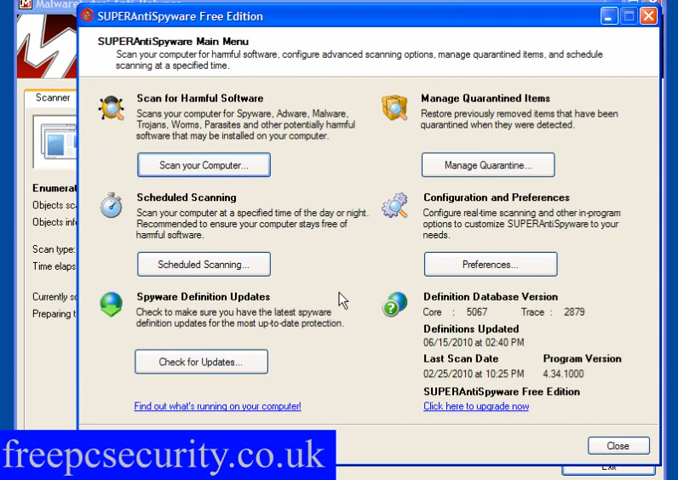 Malwarebytes' Anti-Malware
SUPERAntiSpyware Free Edition
SUPERAntiSpyware Main Menu
Scan your computer for harmful software, configure advanced scanning options, manage quarantined items, and schedule
scanning at a specified time.
Scanner
Scan for Harmful Software
Scans your computer for Spyware, Adware, Malware,
Trojans, Worms, Parasites and other potentially harmful
software that may be installed on your computer.
Scan your Computer...
Manage Quarantined Items
Restore previously removed items that have been
quarantined when they were detected.
Manage Quarantine...
Scheduled Scanning
Scan your computer at a specified time of the day or night.
Recommended to ensure your computer stays free of
harmful software.
Scheduled Scanning...
Configuration and Preferences
Configure real-time scanning and other in-program
options to customize SUPERAntiSpyware to your
needs.
Preferences...
Objects
Objects
Scan type:
Time
Currently
Preparing
Spyware Definition Updates
Check to make sure you have the latest spyware
definition updates for the most up-to-date protection.
Check for Updates...
Find out what's running on your computer!
Definition Database Version
Core : 5067 Trace : 2879
Definitions Updated
06/15/2010 at 02:40 PM
Last Scan Date Program Version
02/25/2010 at 10:25 PM 4.34.1000
SUPERAntiSpyware Free Edition
Click here to upgrade now
Close
Exit
freepcsecurity.co.uk